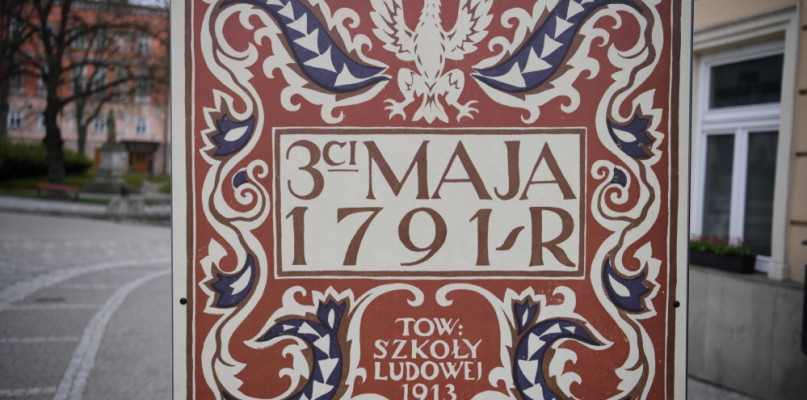 3CI MAJA
1791-R
TOW:
SZKOŁY
LUDOWEJ
1913